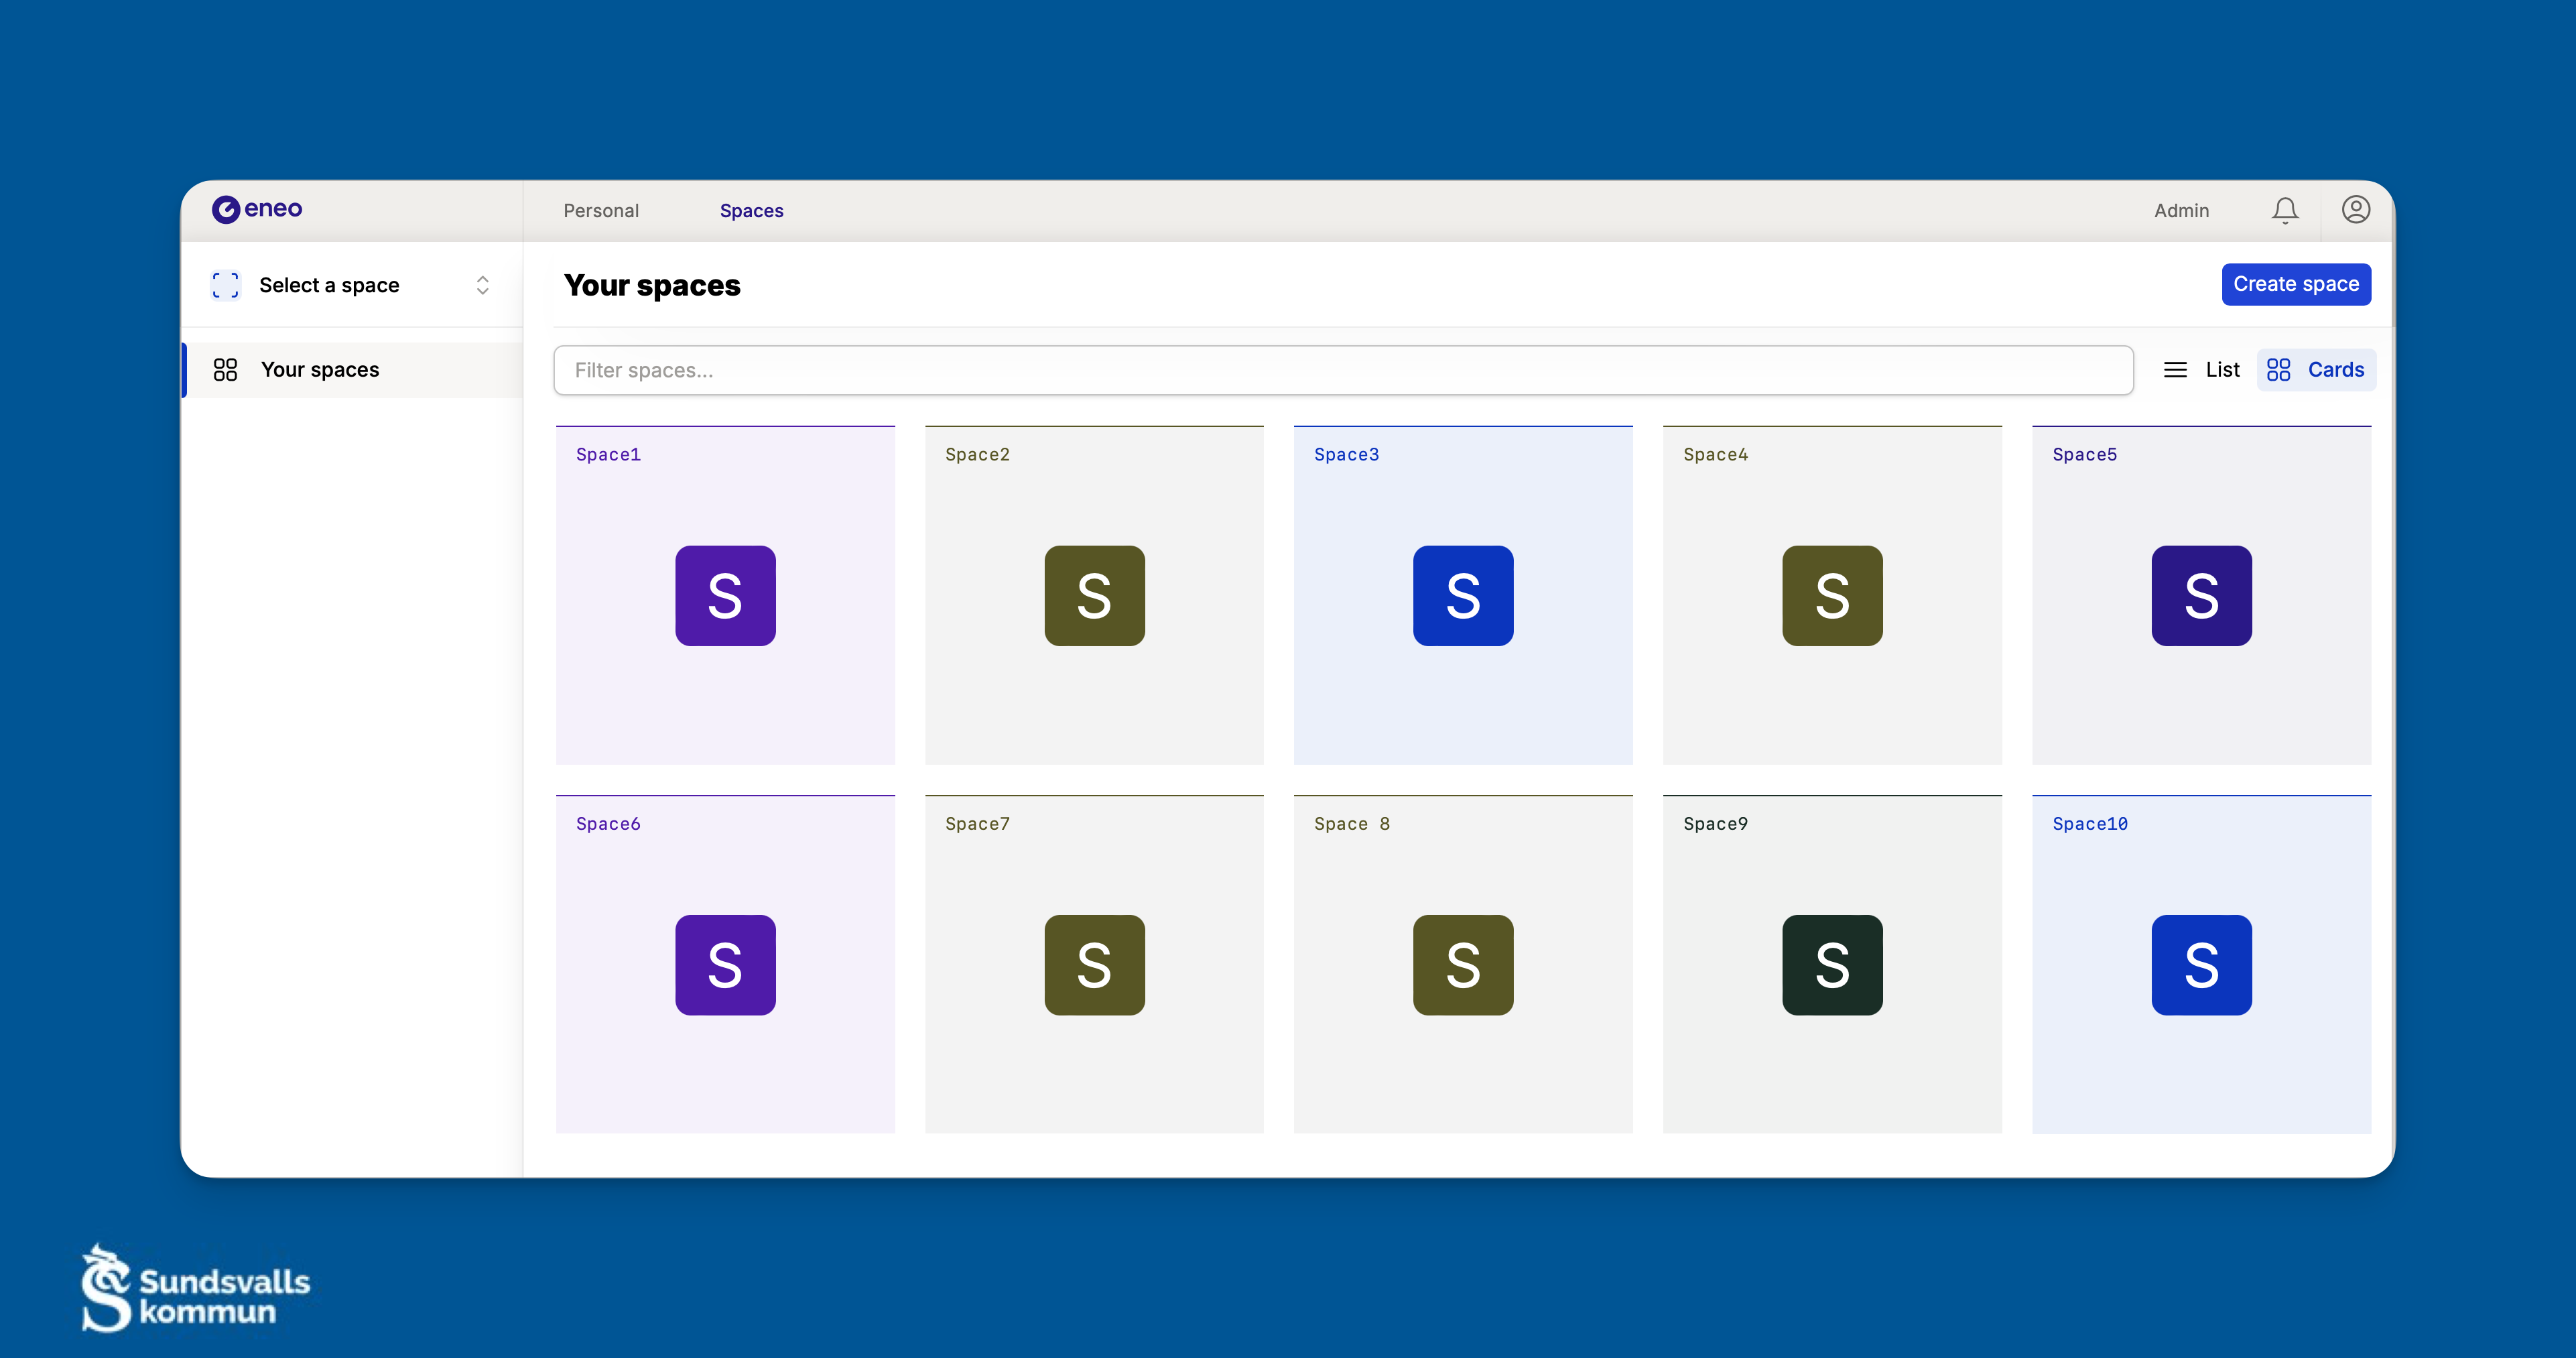 eneo
Personal
Spaces
Admin
Select a space
Your spaces
Create space
Your spaces
Filter spaces...
List
Cards
Space1
Space2
Space3
Space4
Space5
S
S
S
S
S
Space6
Space7
Space 8
Space9
Space10
S
S
S
S
S
Sundsvalls
kommun